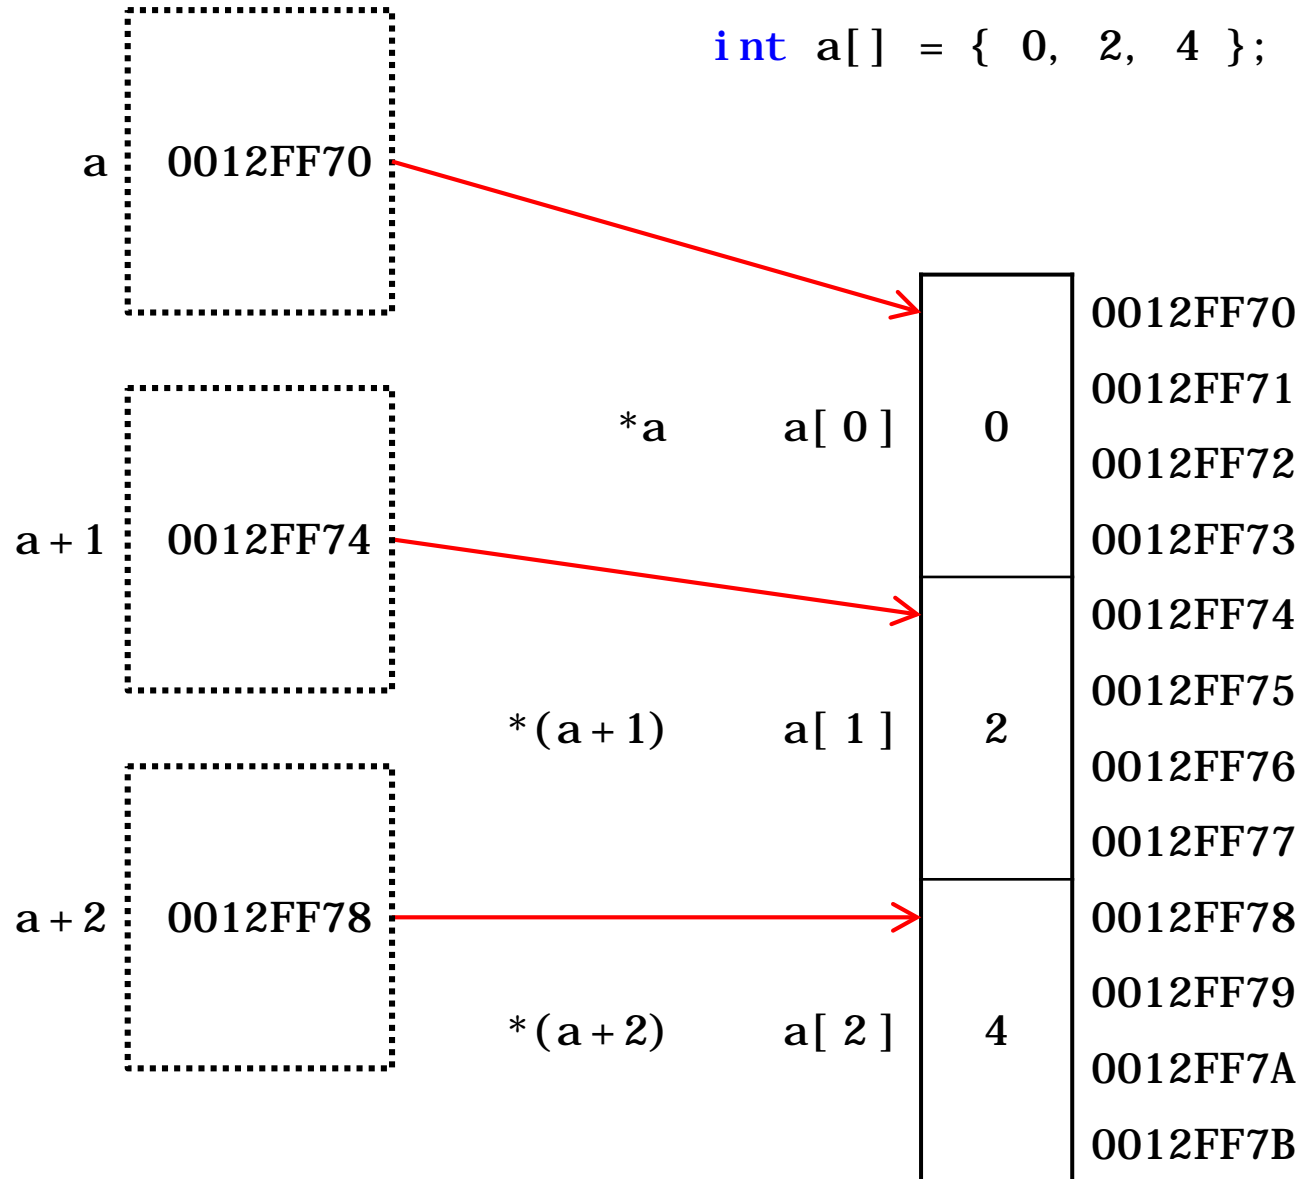 int a[] = { 0, 2, 4 };
a 0012FF70
0012FF70
0012FF71
*a a[0] 0
0012FF72
a+1 0012FF74 0012FF73
0012FF74
0012FF75
*(a+1) a[1] 2
0012FF76
0012FF77
a+2 0012FF78 0012FF78
0012FF79
*(a+2) a[2] 4
0012FF7A
0012FF7B